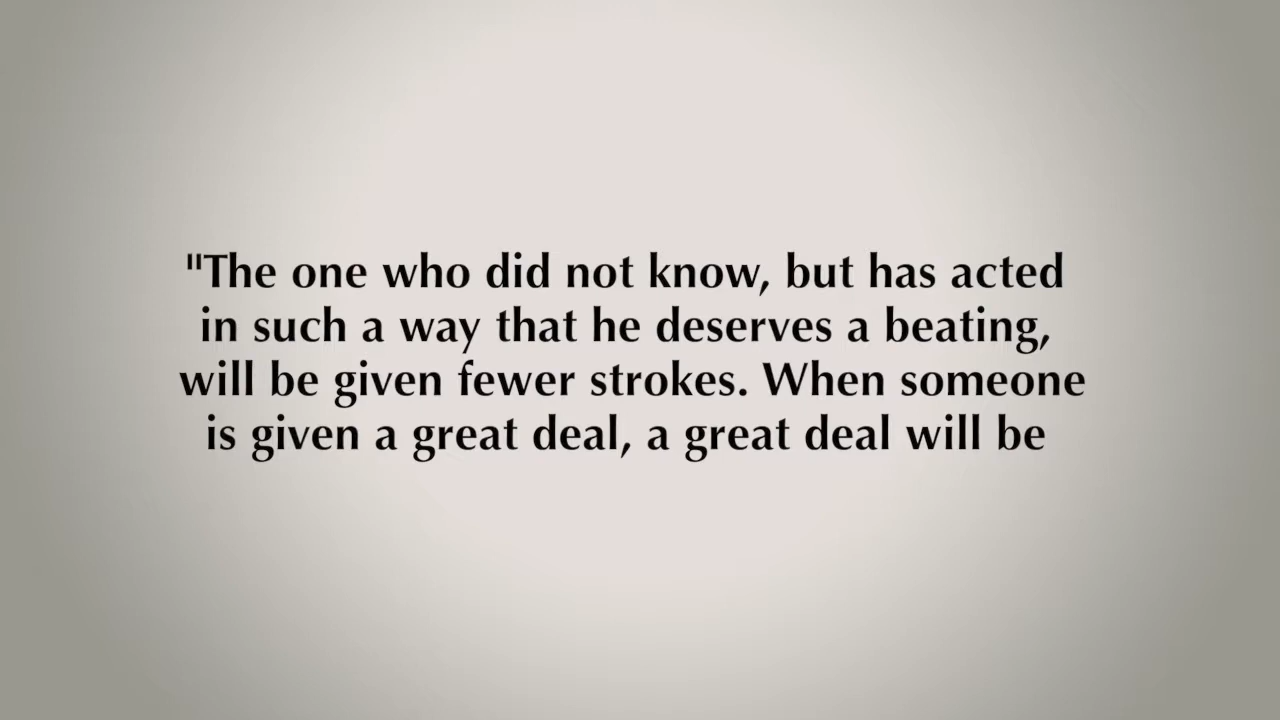 "The one who did not know, but has acted
in such a way that he deserves a beating,
will be given fewer strokes. When someone
is given a great deal, a great deal will be